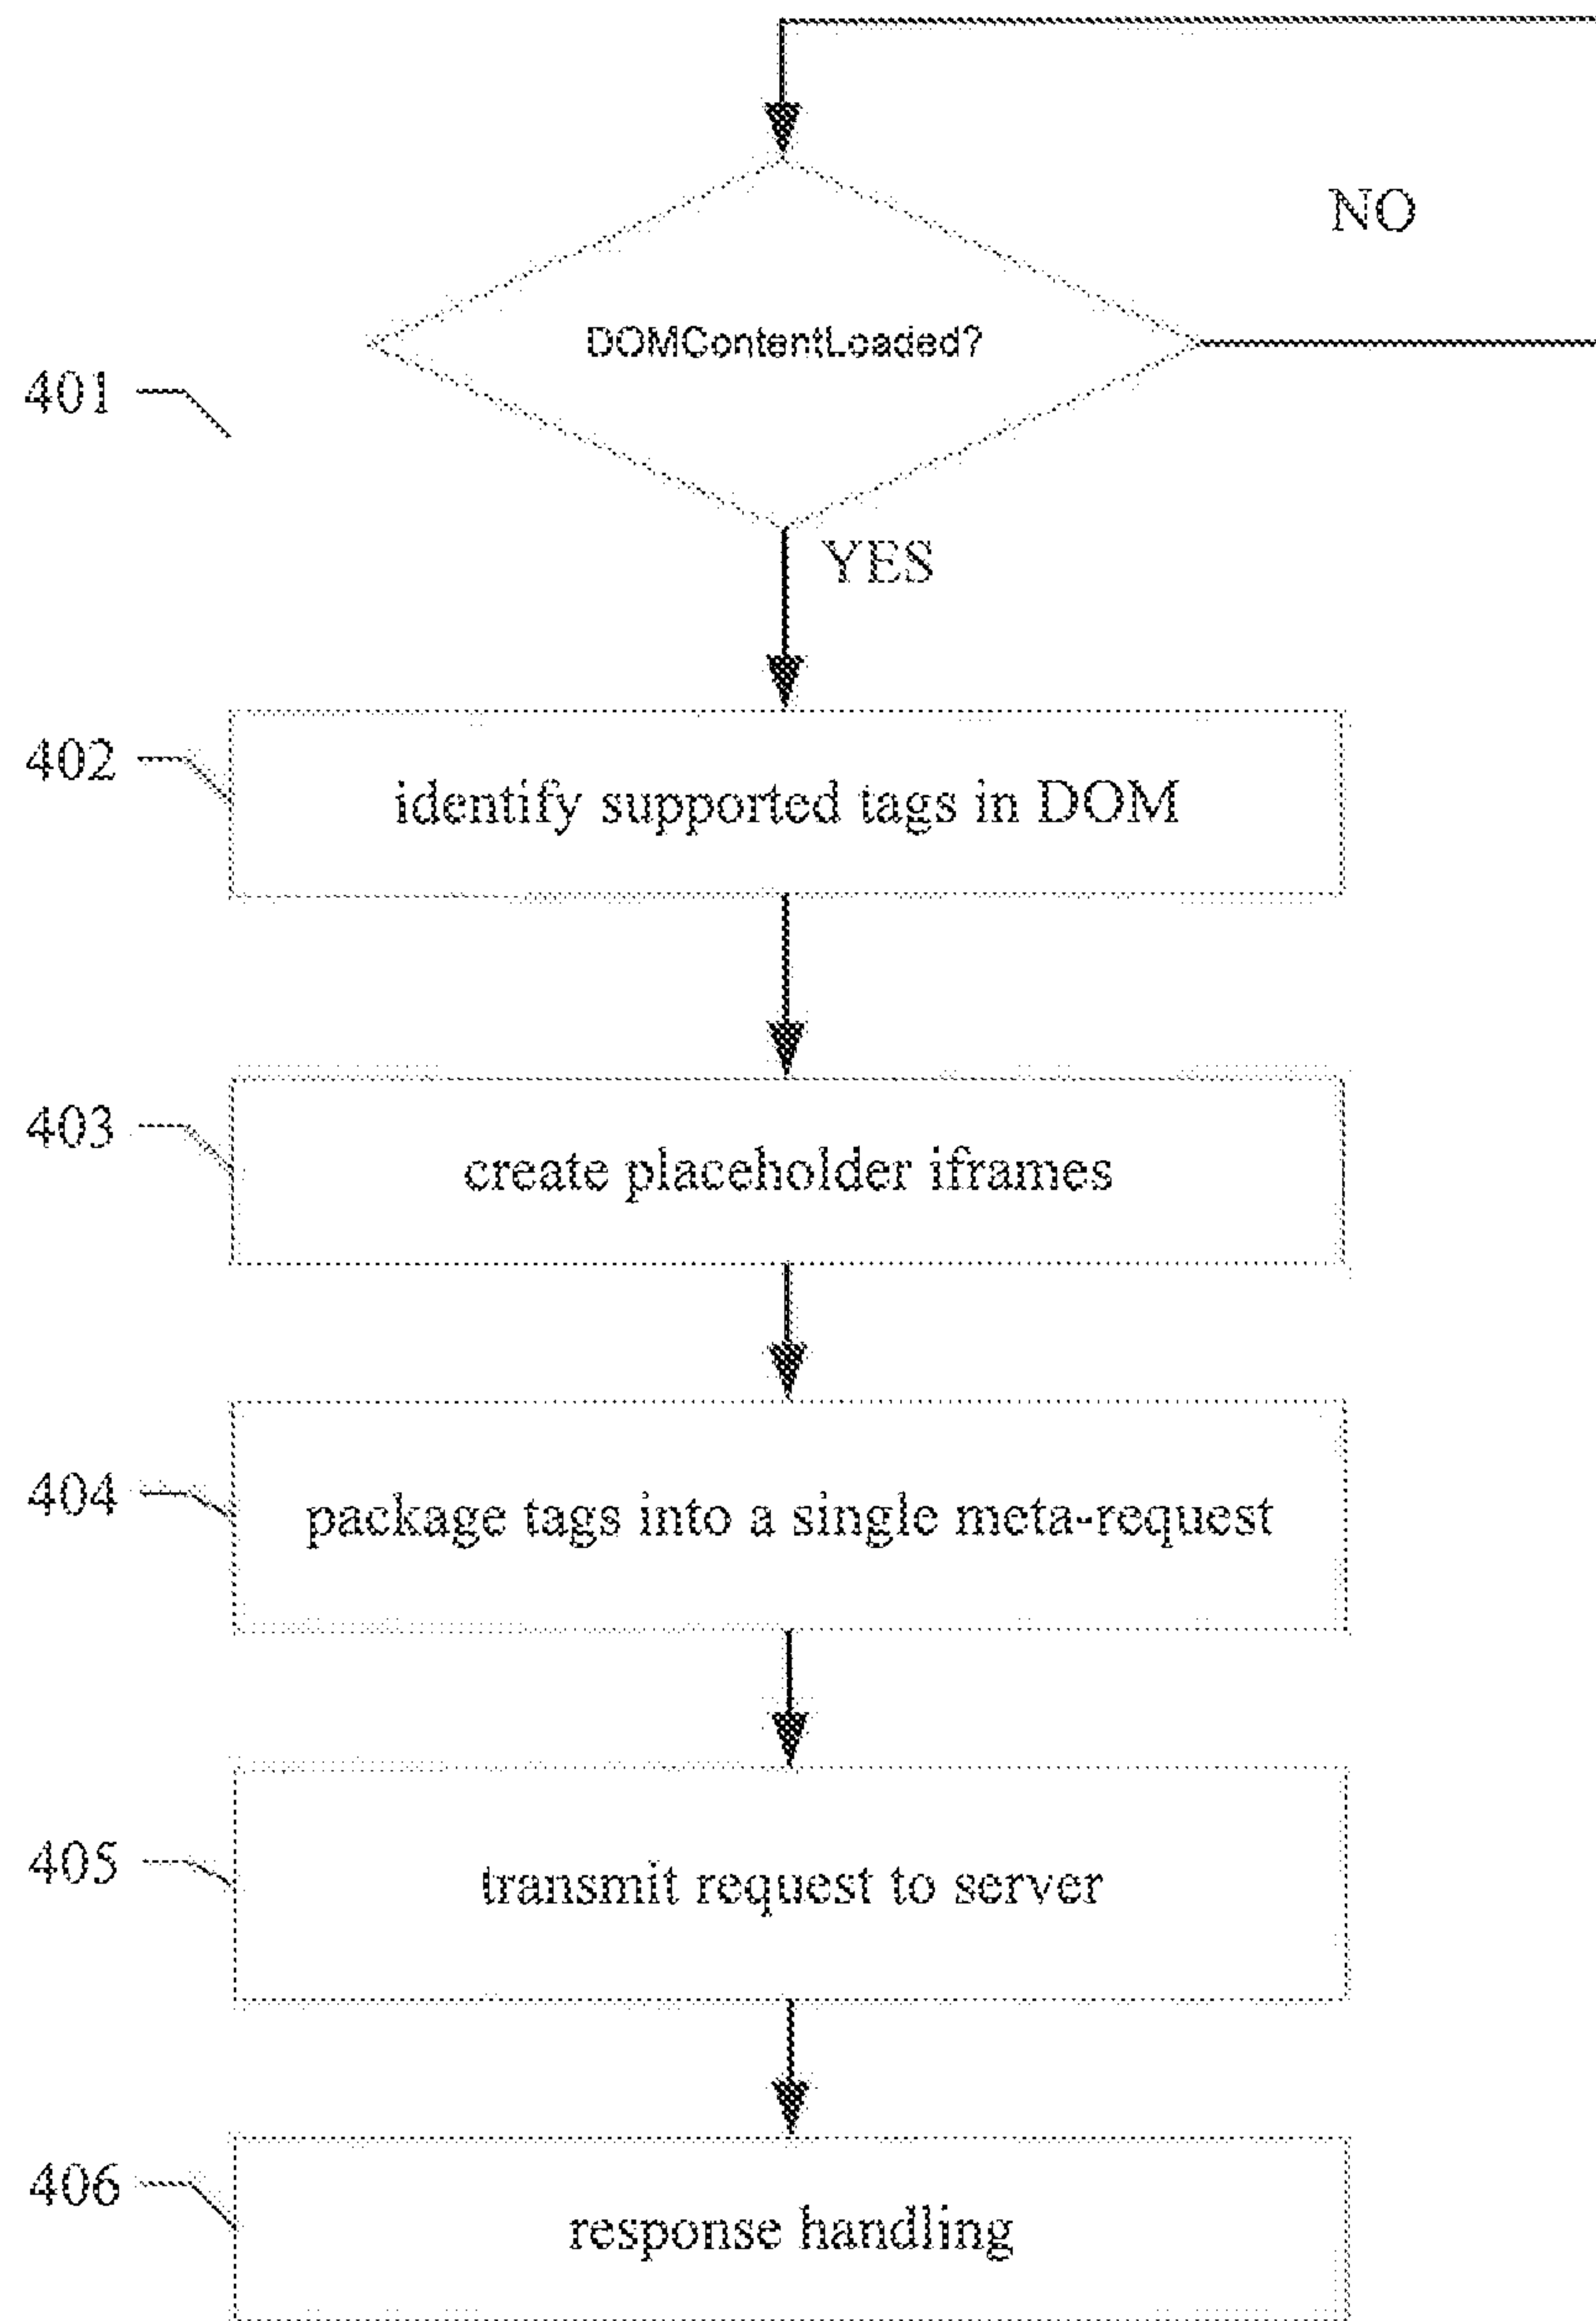 NO
DOMContentLoaded?
401
YES
402
identify supported tags in DOM
403
create placeholder iframes
404
package tags into a single meta-request
405
transmit request to server
406
response handling